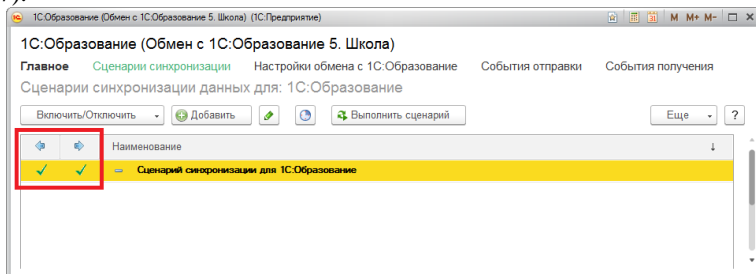 1С:Образование (Обмен с 1С:Образование 5. Школа) (1С:Предприятие) 31 M M+ M-
1С:Образование (Обмен с 1С:Образование 5. Школа)
Главное Сценарии синхронизации Настройки обмена с 1С:Образование События отправки События получения
Сценарии синхронизации данных для: 1С:Образование
Включить/Отключить Добавить Выполнить сценарий Еще ?
Наименование ↓
Сценарий синхронизации для 1С:Образование